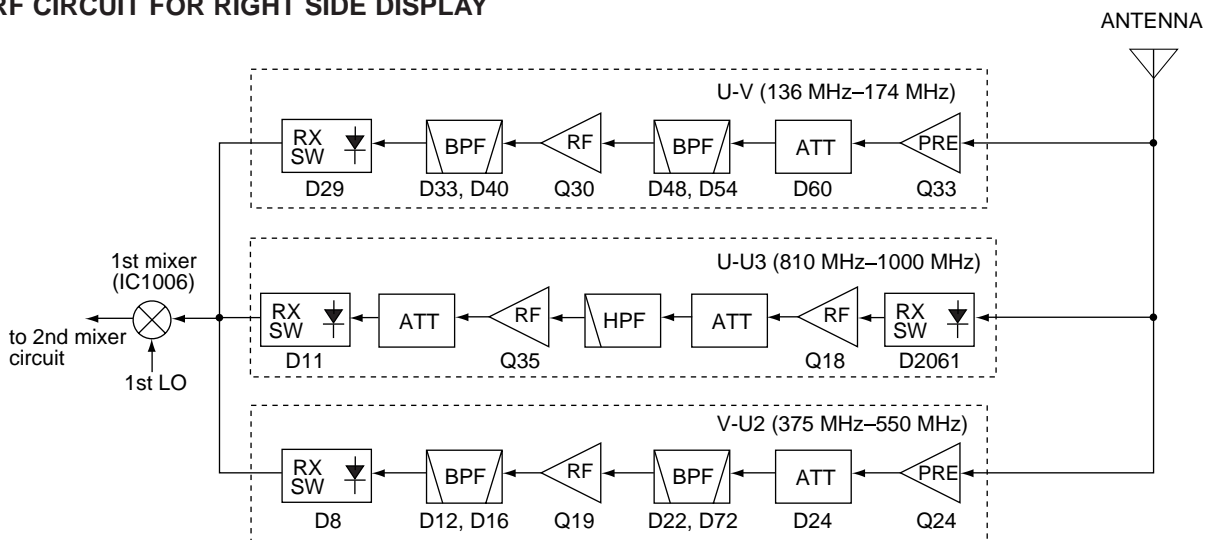 RF CIRCUIT FOR RIGHT SIDE DISPLAY
ANTENNA
U-V (136 MHz–174 MHz)
RX
SW
BPF
RF
BPF
ATT
PRE
D29
D33, D40
Q30
D48, D54
D60
Q33
1st mixer
(IC1006)
to 2nd mixer
circuit
1st LO
U-U3 (810 MHz–1000 MHz)
RX
SW
ATT
RF
HPF
ATT
RF
RX
SW
D11
Q35
Q18
D2061
V-U2 (375 MHz–550 MHz)
RX
SW
BPF
RF
BPF
ATT
PRE
D8
D12, D16
Q19
D22, D72
D24
Q24